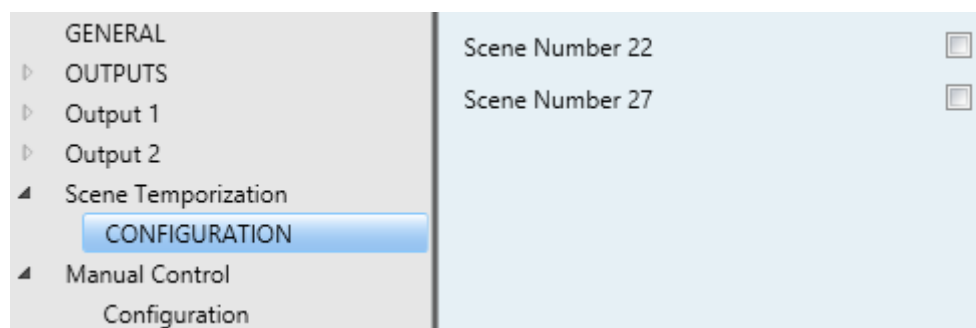 GENERAL
OUTPUTS
Output 1
Output 2
Scene Temporization
CONFIGURATION
Manual Control
Configuration
Scene Number 22
Scene Number 27